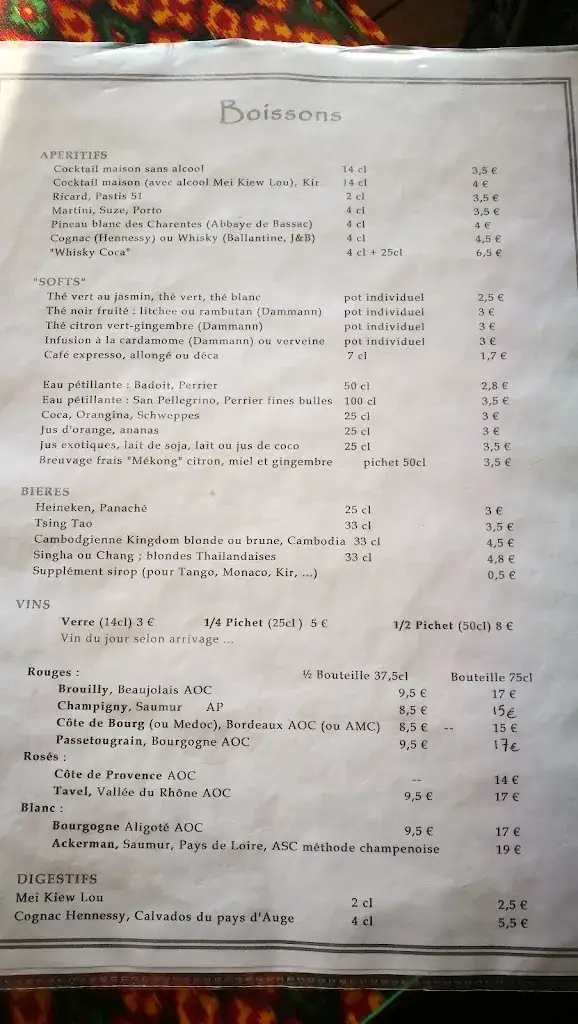 Boissons
APERITIFS
Cocktail maison sans alcool 14 cl 3,5 €
Cocktail maison (avec alcool Mei Kiew Lou), Kir 14 cl 4 €
Ricard, Pastis 51 2 cl 3,5 €
Martini, Suze, Porto 4 cl 3,5 €
Pineau blanc des Charentes (Abbaye de Bassac) 4 cl 4 €
Cognac (Hennessy) ou Whisky (Ballantine, J&B) 4 cl 4,5 €
"Whisky Coca" 4 cl + 25cl 6,5 €
"SOFTS"
Thé vert au jasmin, thé vert, thé blanc pot individuel 2,5 €
Thé noir fruité : litchee ou rambutan (Dammann) pot individuel 3 €
Thé citron vert-gingembre (Dammann) pot individuel 3 €
Infusion à la cardamome (Dammann) ou verveine pot individuel 3 €
Café expresso, allongé ou déca 7 cl 1,7 €
Eau pétillante : Badoit, Perrier 50 cl 2,8 €
Eau pétillante : San Pellegrino, Perrier fines bulles 100 cl 3,5 €
Coca, Orangina, Schweppes 25 cl 3 €
Jus d'orange, ananas 25 cl 3 €
Jus exotiques, lait de soja, lait ou jus de coco 25 cl 3,5 €
Breuvage frais "Mékong" citron, miel et gingembre pichet 50cl 3,5 €
BIERES
Heineken, Panaché 25 cl 3 €
Tsing Tao 33 cl 3,5 €
Cambodgienne Kingdom blonde ou brune, Cambodia 33 cl 4,5 €
Singha ou Chang ; blondes Thailandaises 33 cl 4,8 €
Supplément sirop (pour Tango, Monaco, Kir, ...) 0,5 €
VINS
Verre (14cl) 3 € 1/4 Pichet (25cl ) 5 € 1/2 Pichet (50cl) 8 €
Vin du jour selon arrivage ...
Rouges : ½ Bouteille 37,5cl Bouteille 75cl
Brouilly, Beaujolais AOC 9,5 € 17 €
Champigny, Saumur AP 8,5 € 15€
Côte de Bourg (ou Medoc), Bordeaux AOC (ou AMC) 8,5 € -- 15 €
Passetougrain, Bourgogne AOC 9,5 € 17€
Rosés :
Côte de Provence AOC -- 14 €
Tavel, Vallée du Rhône AOC 9,5 € 17 €
Blanc :
Bourgogne Aligoté AOC 9,5 € 17 €
Ackerman, Saumur, Pays de Loire, ASC méthode champenoise 19 €
DIGESTIFS
Mei Kiew Lou 2 cl 2,5 €
Cognac Hennessy, Calvados du pays d'Auge 4 cl 5,5 €